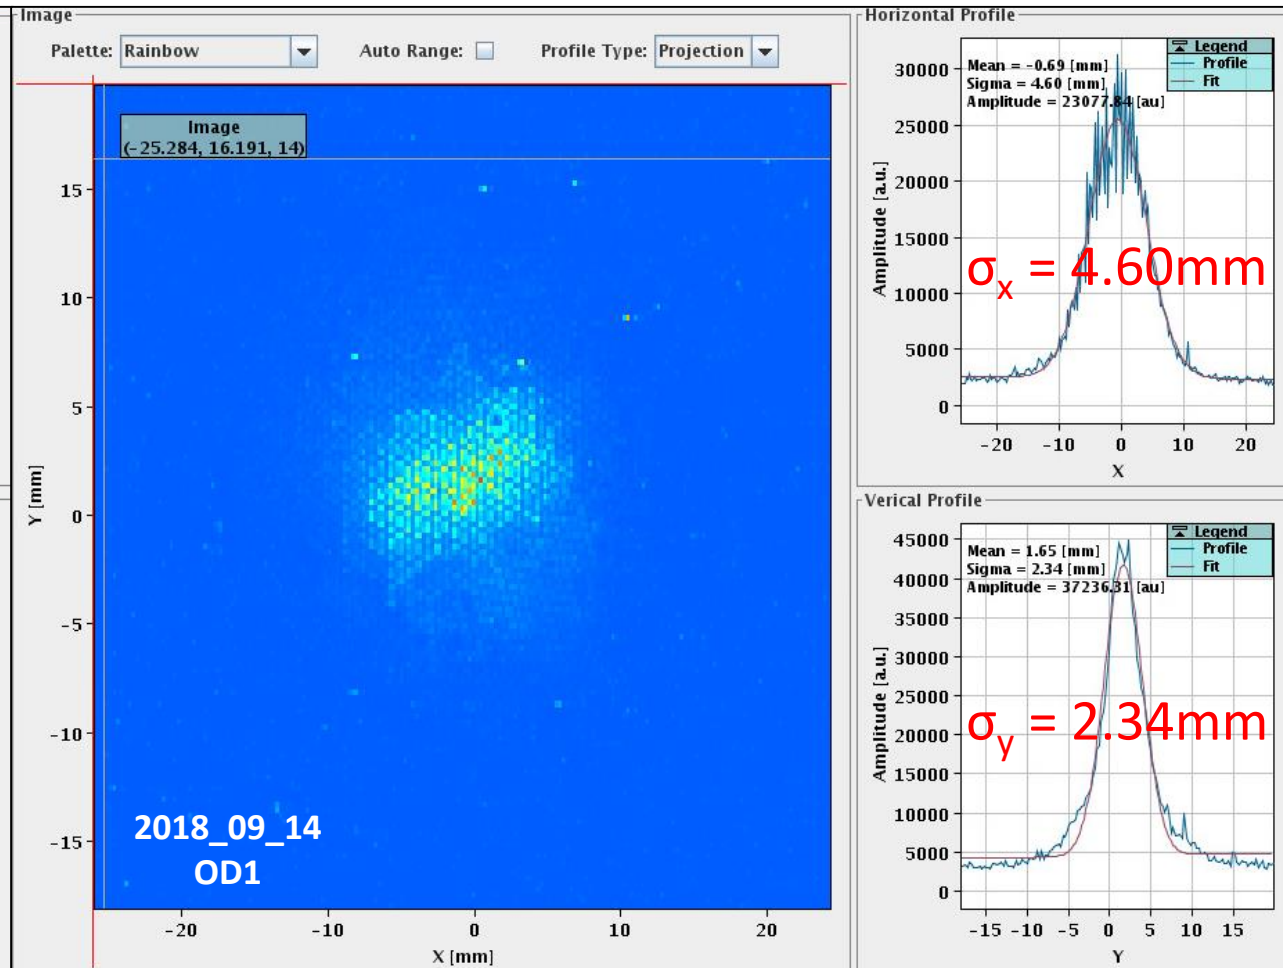 Image
Palette: Rainbow Auto Range: Profile Type: Projection
Image
(-25.284, 16.191, 14)
15
10
5
0
-5
-10
-15
Y [mm]
2018_09_14
OD1
-20 -10 0 10 20
X [mm]
Horizontal Profile
Legend
Profile
Fit
Mean = -0.69 [mm]
Sigma = 4.60 [mm]
Amplitude = 23077.84 [au]
30000
25000
20000
15000
10000
5000
0
Amplitude [a.u.]
σx = 4.60mm
-20 -10 0 10 20
X
Verical Profile
Legend
Profile
Fit
Mean = 1.65 [mm]
Sigma = 2.34 [mm]
Amplitude = 37236.31 [au]
45000
40000
35000
30000
25000
20000
15000
10000
5000
0
Amplitude [a.u.]
σy = 2.34mm
-15 -10 -5 0 5 10 15
Y